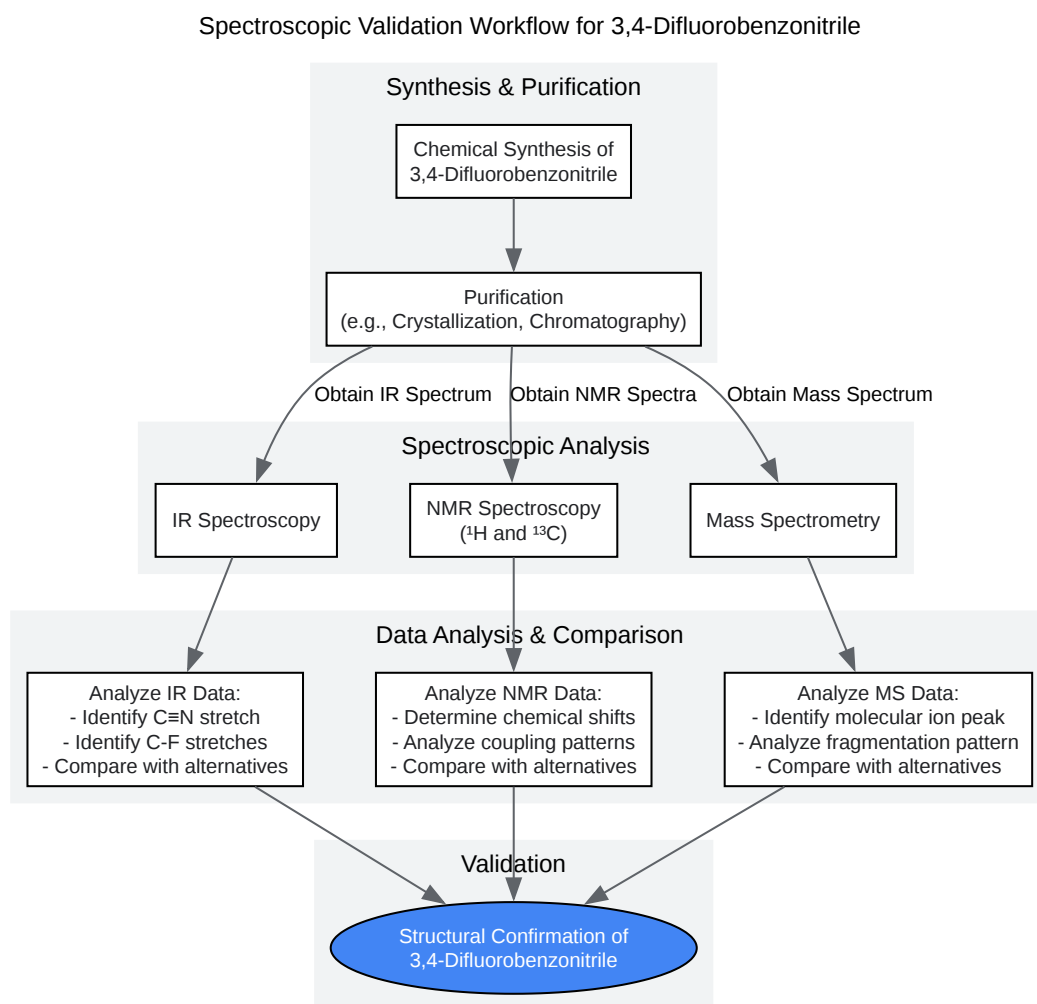 Spectroscopic Validation Workflow for 3,4-Difluorobenzonitrile
Synthesis & Purification
Chemical Synthesis of
3,4-Difluorobenzonitrile
Purification
(e.g., Crystallization, Chromatography)
Obtain IR Spectrum
Obtain NMR Spectra
Obtain Mass Spectrum
Spectroscopic Analysis
IR Spectroscopy
NMR Spectroscopy
(¹H and ¹³C)
Mass Spectrometry
Data Analysis & Comparison
Analyze IR Data:
- Identify C≡N stretch
- Identify C-F stretches
- Compare with alternatives
Analyze NMR Data:
- Determine chemical shifts
- Analyze coupling patterns
- Compare with alternatives
Analyze MS Data:
- Identify molecular ion peak
- Analyze fragmentation pattern
- Compare with alternatives
Validation
Structural Confirmation of
3,4-Difluorobenzonitrile